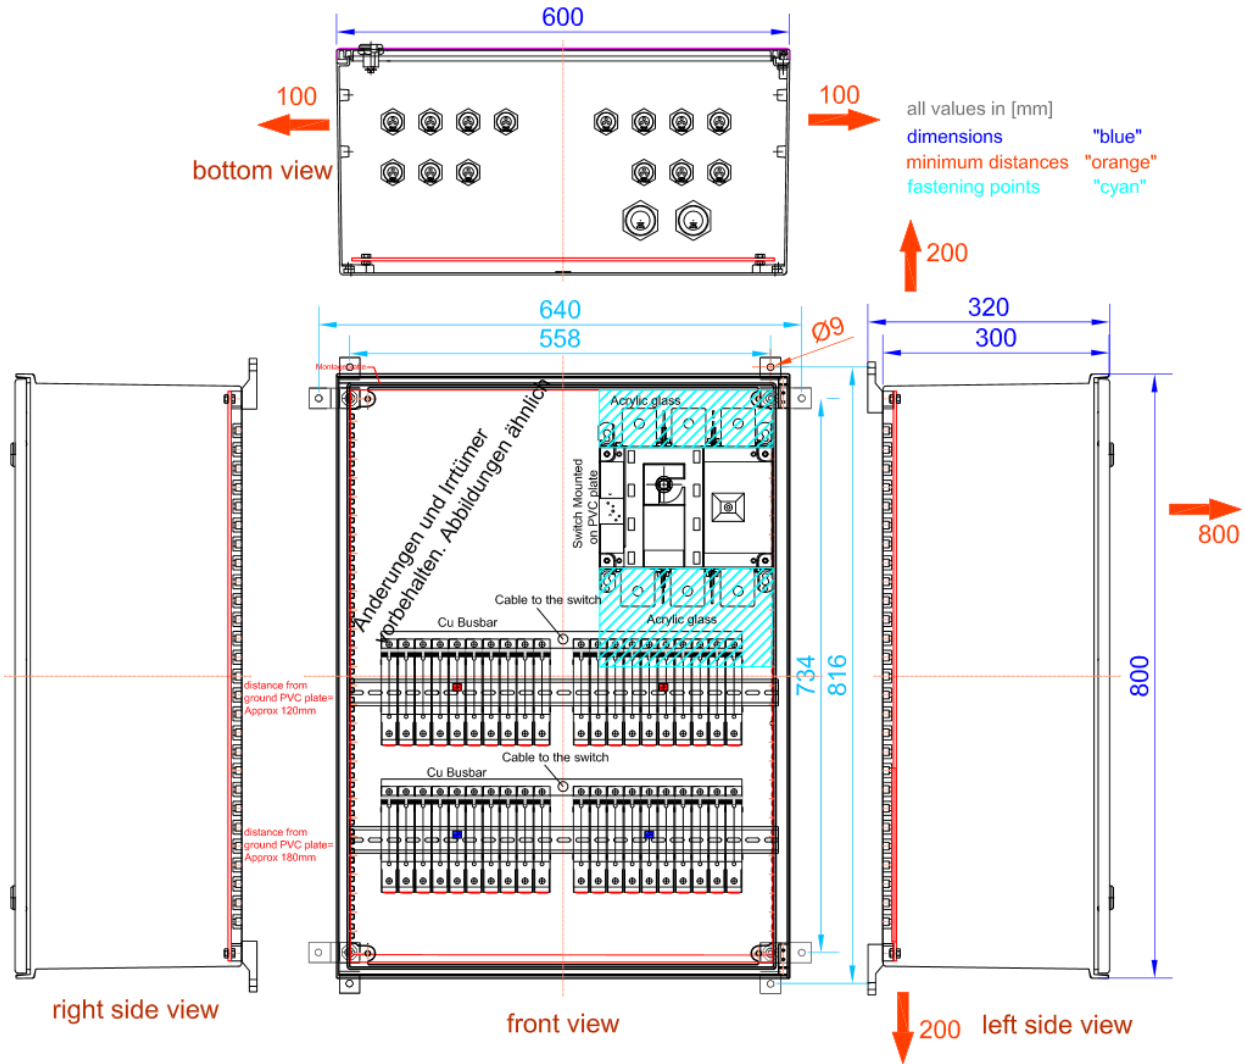 600
100
100
bottom view
all values in [mm]
dimensions "blue"
minimum distances "orange"
fastening points "cyan"
200
640
558
Ø9
320
300
Montageplatte
Acrylic glass
Änderungen und Irrtümer
vorbehalten. Abbildungen ähnlich
Switch Mounted
on PVC plate
800
Cable to the switch
Cu Busbar
Acrylic glass
734
816
800
distance from
ground PVC plate=
Approx 120mm
Cable to the switch
Cu Busbar
distance from
ground PVC plate=
Approx 180mm
right side view
front view
200
left side view